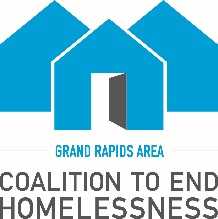 GRAND RAPIDS AREA
COALITION TO END
HOMELESSNESS